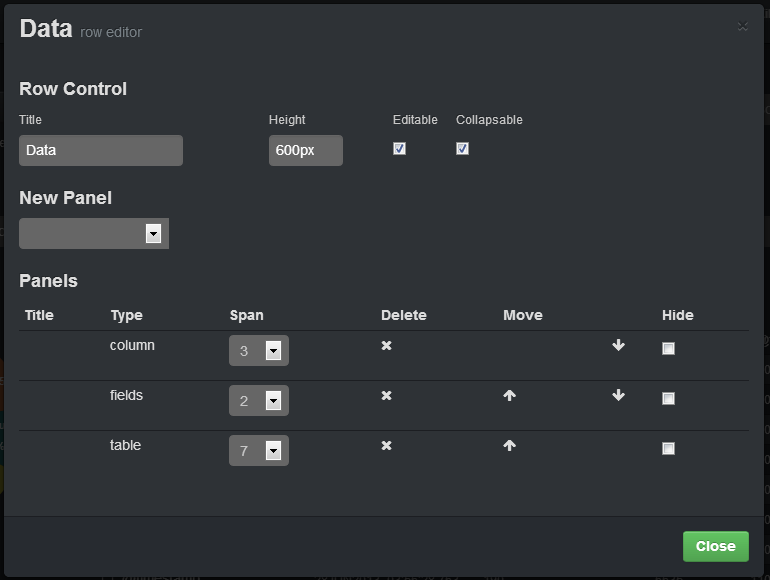 Data row editor
Row Control
Title Height Editable Collapsable
Data 600px
New Panel
Panels
Title Type Span Delete Move Hide
column 3
fields 2
table 7
Close